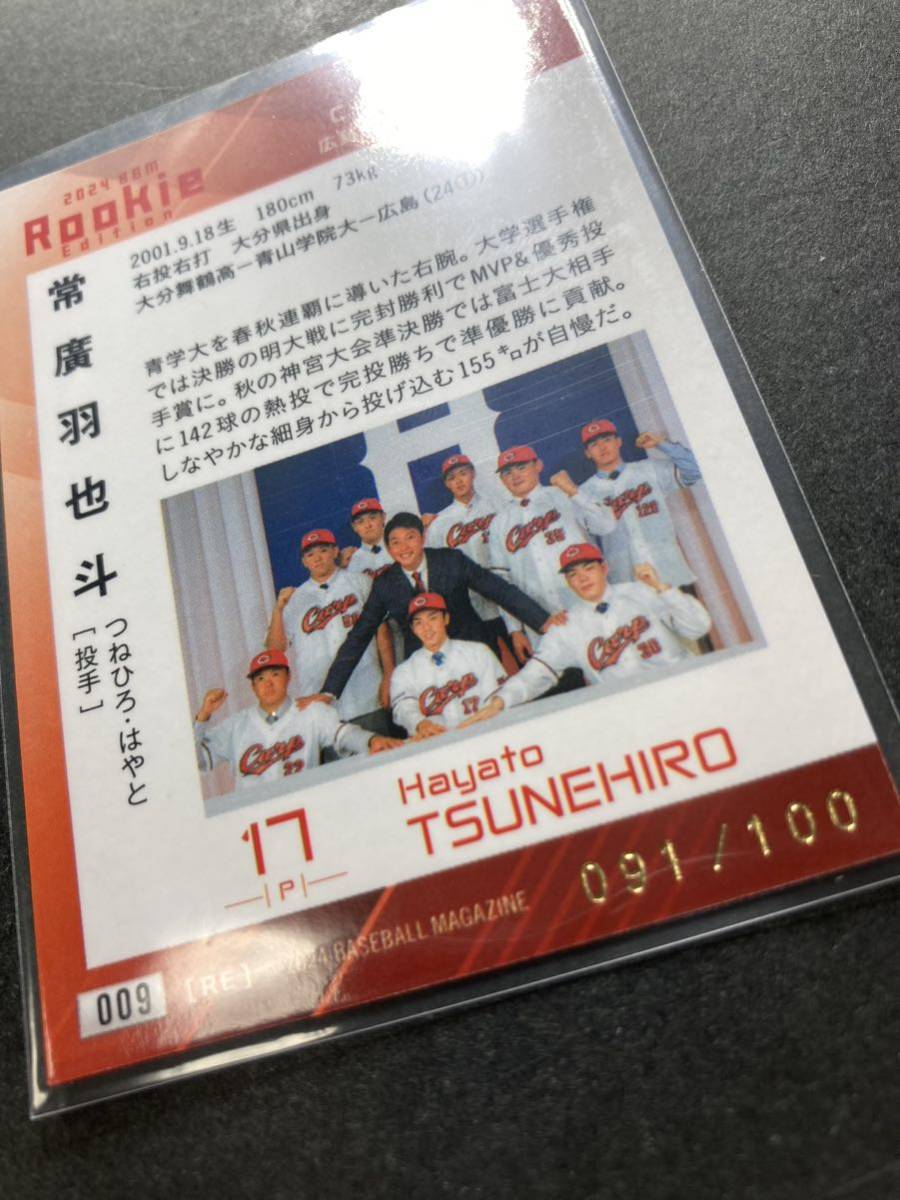 2024 BBM
Rookie
Edition
2001.9.18生 180cm 73kg
右投右打 大分県出身
大分舞鶴高－青山学院大－広島（24①）
青学大を春秋連覇に導いた右腕。大学選手権
では決勝の明大戦に完封勝利でMVP&優秀投
手賞に。秋の神宮大会準決勝では富士大相手
に142球の熱投で完投勝ちで準優勝に貢献。
しなやかな細身から投げ込む155㌔が自慢だ。
常廣羽也斗
つねひろ・はやと
［投手］
Carp
Carp
Carp
Carp
Carp
Carp
17
30
17
P
Hayato
TSUNEHIRO
091/100
009
[RE]
2024 BASEBALL MAGAZINE